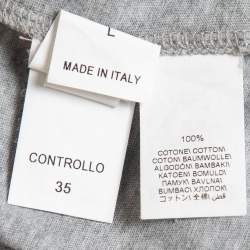 L
MADE IN ITALY
CONTROLLO
35
100%
COTONE\ COTTON\
COTON\ BAUMWOLLE\
ALGODÓN\ BAMBAKI\
KATOEN\ BOMULD\
ПАМУК\ BAVLNA\
BUMBAC\ ХЛОПОК\
コットン\ 全棉\ قطن